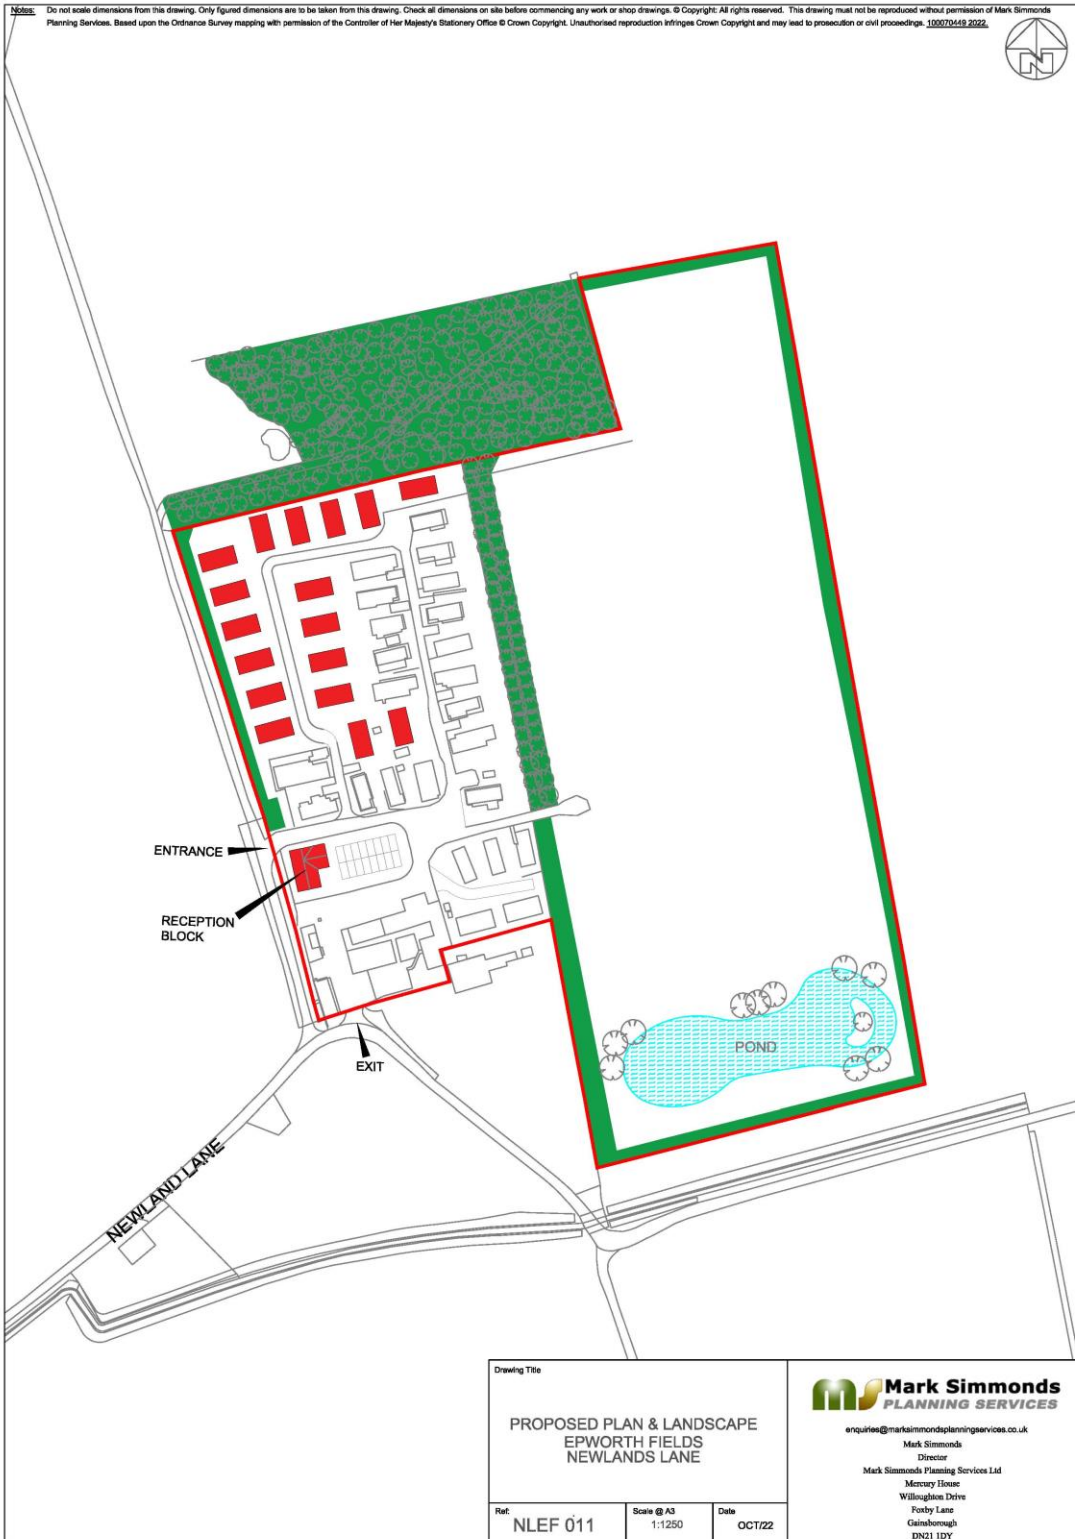 Notes: Do not scale dimensions from this drawing. Only figured dimensions are to be taken from this drawing. Check all dimensions on site before commencing any work or shop drawings. © Copyright: All rights reserved. This drawing must not be reproduced without permission of Mark Simmonds
Planning Services. Based upon the Ordnance Survey mapping with permission of the Controller of Her Majesty's Stationery Office © Crown Copyright. Unauthorised reproduction infringes Crown Copyright and may lead to prosecution or civil proceedings. 100070449 2022.
N
ENTRANCE
RECEPTION
BLOCK
POND
EXIT
NEWLAND LANE
Drawing Title
PROPOSED PLAN & LANDSCAPE
EPWORTH FIELDS
NEWLANDS LANE
Ref:
NLEF 011
Scale @ A3
1:1250
Date
OCT/22
ms Mark Simmonds
PLANNING SERVICES
enquiries@marksimmondsplanningservices.co.uk
Mark Simmonds
Director
Mark Simmonds Planning Services Ltd
Mercury House
Willoughton Drive
Foxby Lane
Gainsborough
DN21 1DY